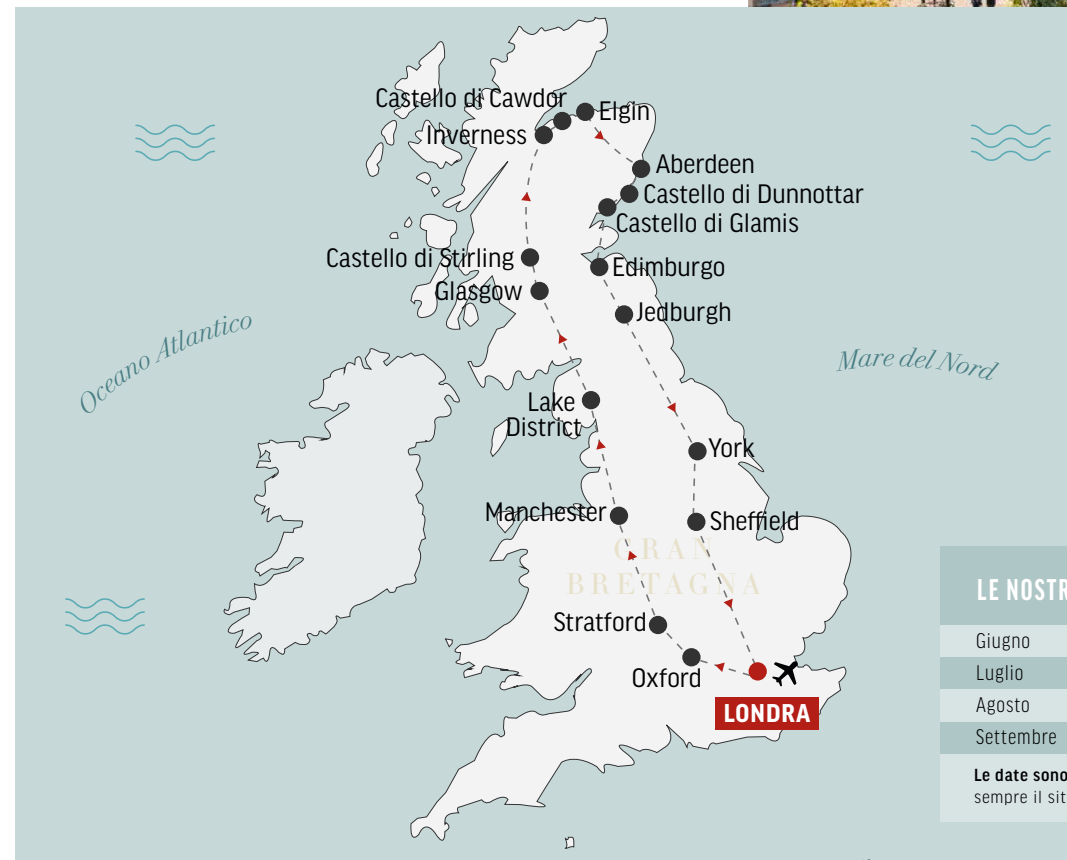 Castello di Cawdor
Elgin
Inverness
Aberdeen
Castello di Dunnottar
Castello di Glamis
Castello di Stirling
Edimburgo
Glasgow
Jedburgh
Oceano Atlantico
Mare del Nord
Lake
District
York
Manchester
Sheffield
GRAN
BRETAGNA
Stratford
Oxford
LONDRA
LE NOSTR
Giugno
Luglio
Agosto
Settembre
Le date sono
sempre il sit